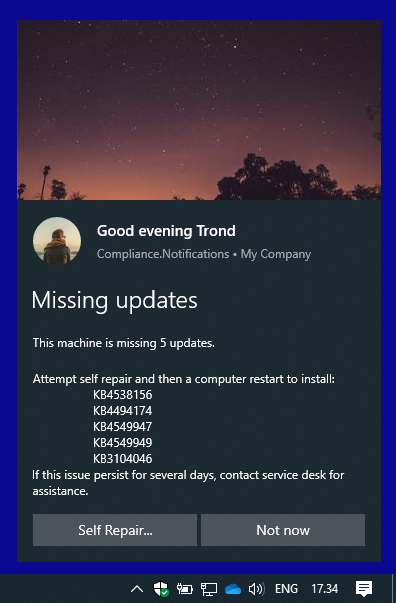 Good evening Trond
Compliance.Notifications • My Company
Missing updates
This machine is missing 5 updates.
Attempt self repair and then a computer restart to install:
KB4538156
KB4494174
KB4549947
KB4549949
KB3104046
If this issue persist for several days, contact service desk for
assistance.
Self Repair...
Not now
ENG
17.34